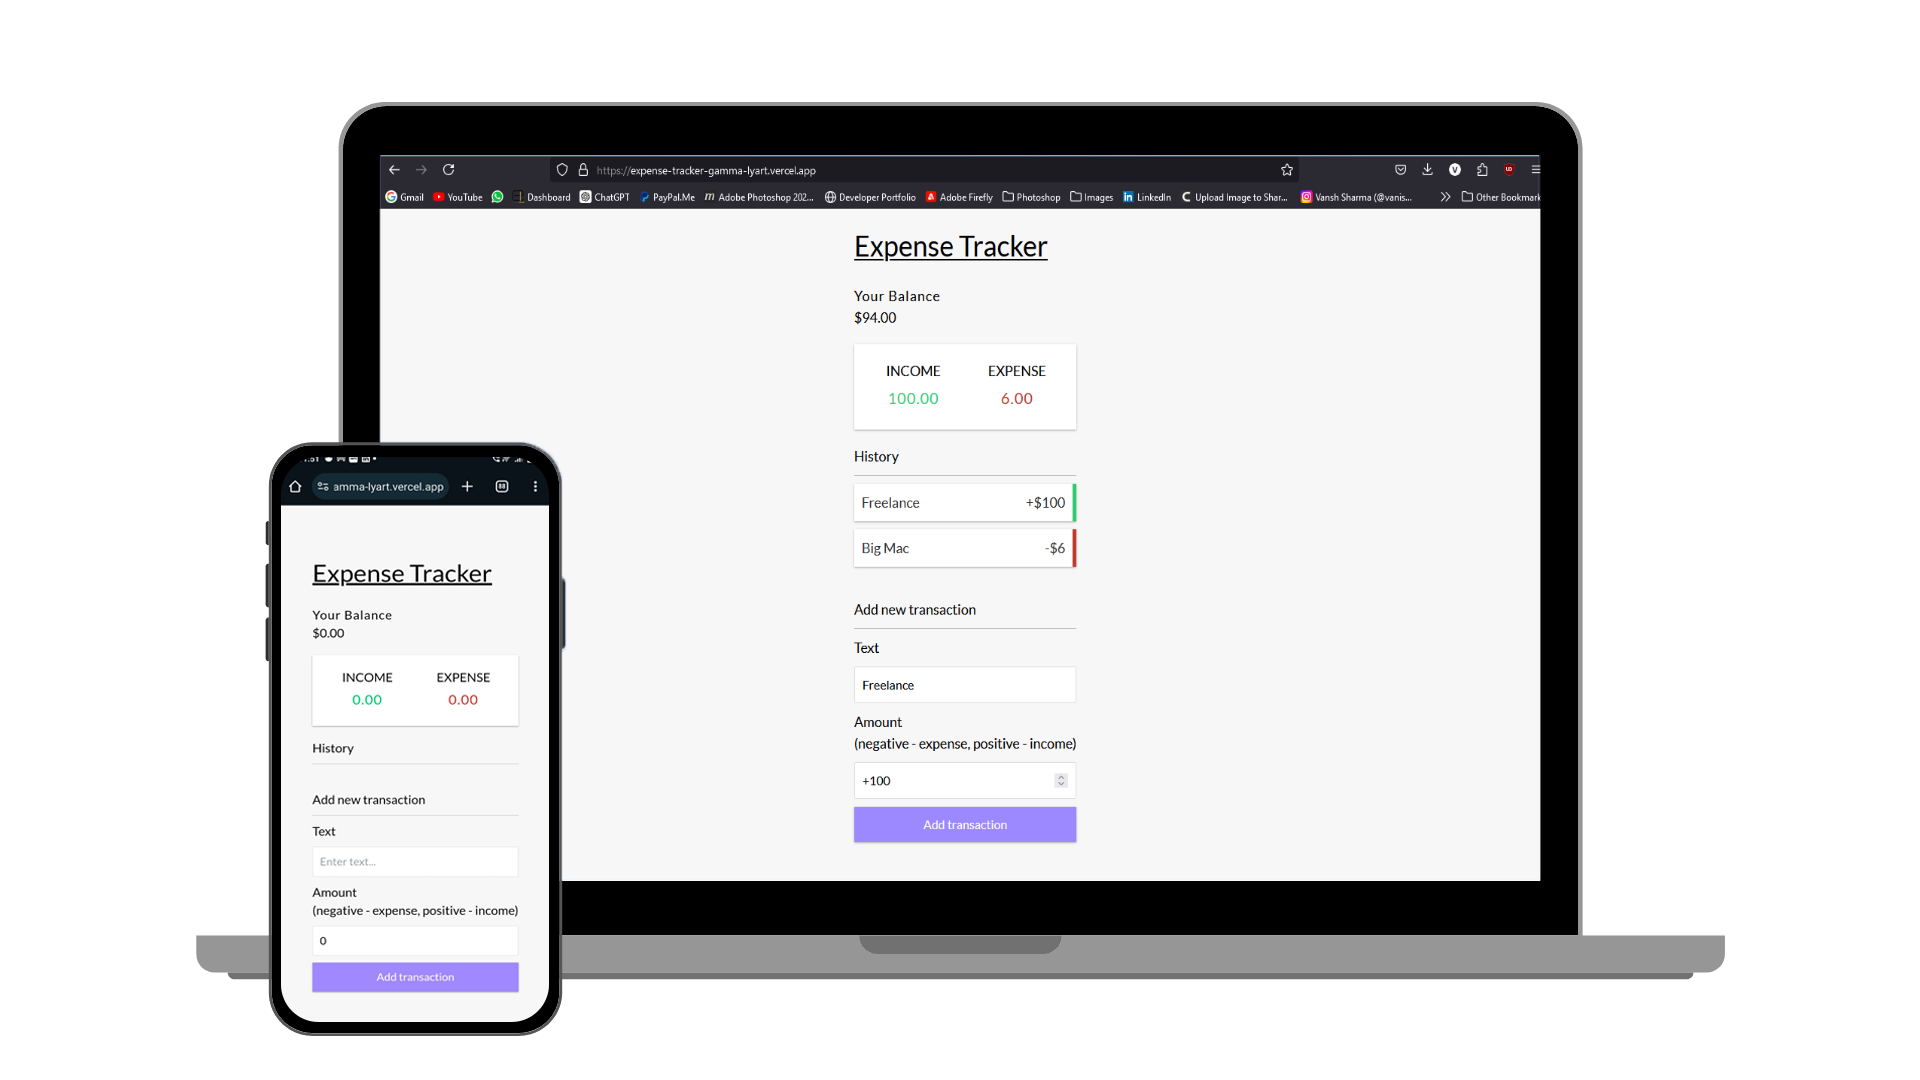 https://expense-tracker-gamma-lyart.vercel.app
Gmail YouTube Dashboard ChatGPT PayPal.Me Adobe Photoshop 202... Developer Portfolio Adobe Firefly Photoshop Images LinkedIn Upload Image to Shar... Vansh Sharma (@vanis... Other Bookmark
Expense Tracker
Your Balance
$94.00
INCOME EXPENSE
100.00 6.00
History
Freelance +$100
Big Mac -$6
Add new transaction
Text
Freelance
Amount
(negative - expense, positive - income)
+100
Add transaction
amma-lyart.vercel.app
Expense Tracker
Your Balance
$0.00
INCOME EXPENSE
0.00 0.00
History
Add new transaction
Text
Enter text...
Amount
(negative - expense, positive - income)
0
Add transaction